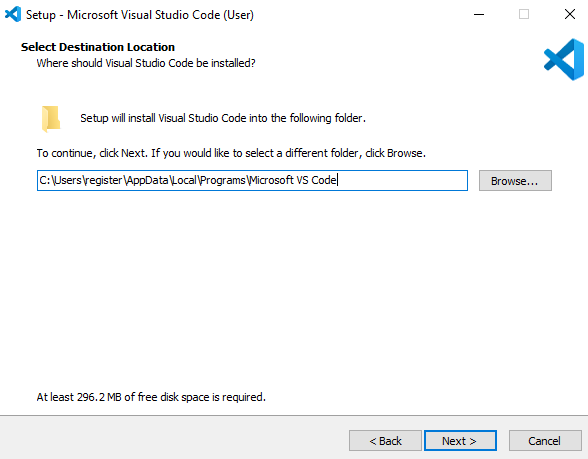 Setup - Microsoft Visual Studio Code (User)
Select Destination Location
Where should Visual Studio Code be installed?
Setup will install Visual Studio Code into the following folder.
To continue, click Next. If you would like to select a different folder, click Browse.
C:\Users\register\AppData\Local\Programs\Microsoft VS Code
Browse...
At least 296.2 MB of free disk space is required.
< Back
Next >
Cancel